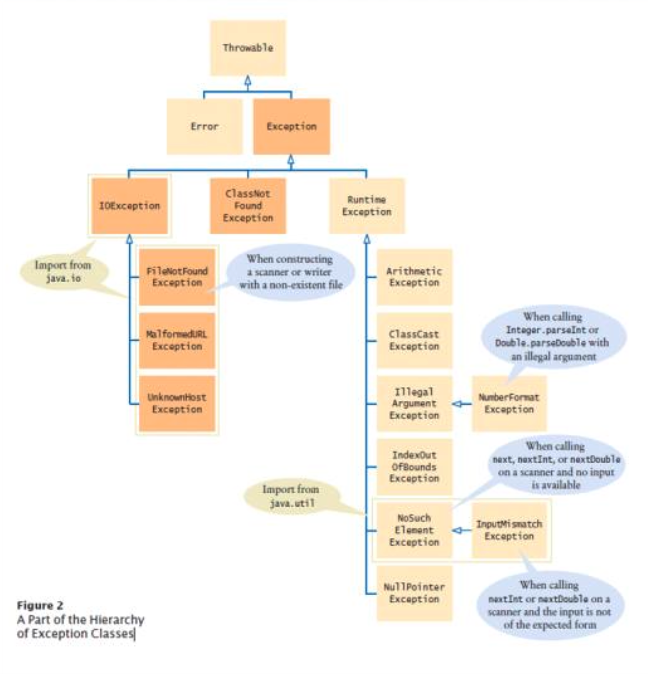 Throwable
Error
Exception
IOException
ClassNot
Found
Exception
Runtime
Exception
Import from
java.io
FileNotFound
Exception
When constructing
a scanner or writer
with a non-existent file
Arithmetic
Exception
MalformedURL
Exception
ClassCast
Exception
When calling
Integer.parseInt or
Double.parseDouble with
an illegal argument
UnknownHost
Exception
Illegal
Argument
Exception
NumberFormat
Exception
IndexOut
OfBounds
Exception
When calling
next, nextInt, or nextDouble
on a scanner and no input
is available
Import from
java.util
NoSuch
Element
Exception
InputMismatch
Exception
NullPointer
Exception
When calling
nextInt or nextDouble on a
scanner and the input is not
of the expected form
Figure 2
A Part of the Hierarchy
of Exception Classes